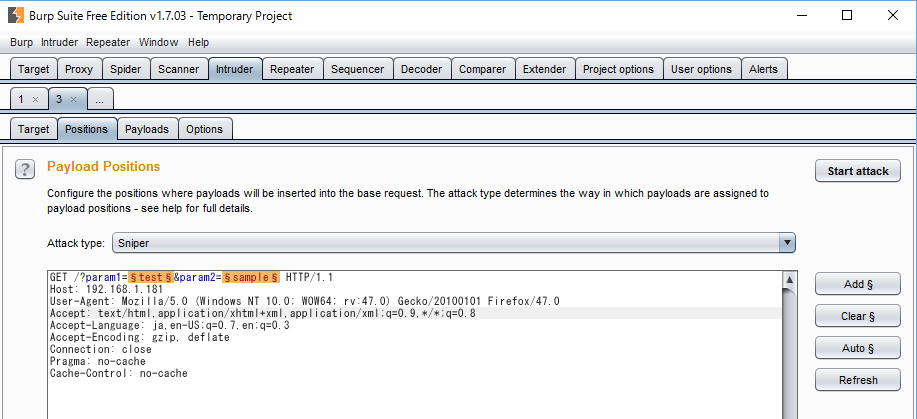 Burp Suite Free Edition v1.7.03 - Temporary Project
Burp Intruder Repeater Window Help
Target Proxy Spider Scanner Intruder Repeater Sequencer Decoder Comparer Extender Project options User options Alerts
1 × 3 × ...
Target Positions Payloads Options
? Payload Positions
Start attack
Configure the positions where payloads will be inserted into the base request. The attack type determines the way in which payloads are assigned to
payload positions - see help for full details.
Attack type: Sniper
GET /?param1=§test§&param2=§sample§ HTTP/1.1
Host: 192.168.1.181
User-Agent: Mozilla/5.0 (Windows NT 10.0; WOW64; rv:47.0) Gecko/20100101 Firefox/47.0
Accept: text/html,application/xhtml+xml,application/xml;q=0.9,*/*;q=0.8
Accept-Language: ja,en-US;q=0.7,en;q=0.3
Accept-Encoding: gzip, deflate
Connection: close
Pragma: no-cache
Cache-Control: no-cache
Add §
Clear §
Auto §
Refresh